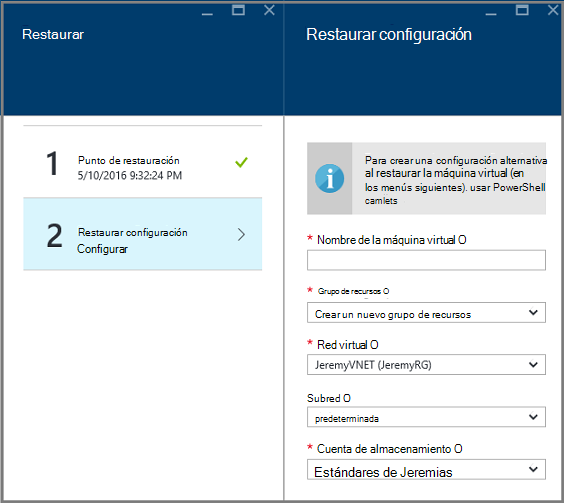 Restaurar
1
Punto de restauración
5/10/2016 9:32:24 PM
2
Restaurar configuración
Configurar
Restaurar configuración
Para crear una configuración alternativa
al restaurar la máquina virtual (en
los menús siguientes). usar PowerShell
camlets
* Nombre de la máquina virtual O
* Grupo de recursos O
Crear un nuevo grupo de recursos
* Red virtual O
JeremyVNET (JeremyRG)
Subred O
predeterminada
* Cuenta de almacenamiento O
Estándares de Jeremias